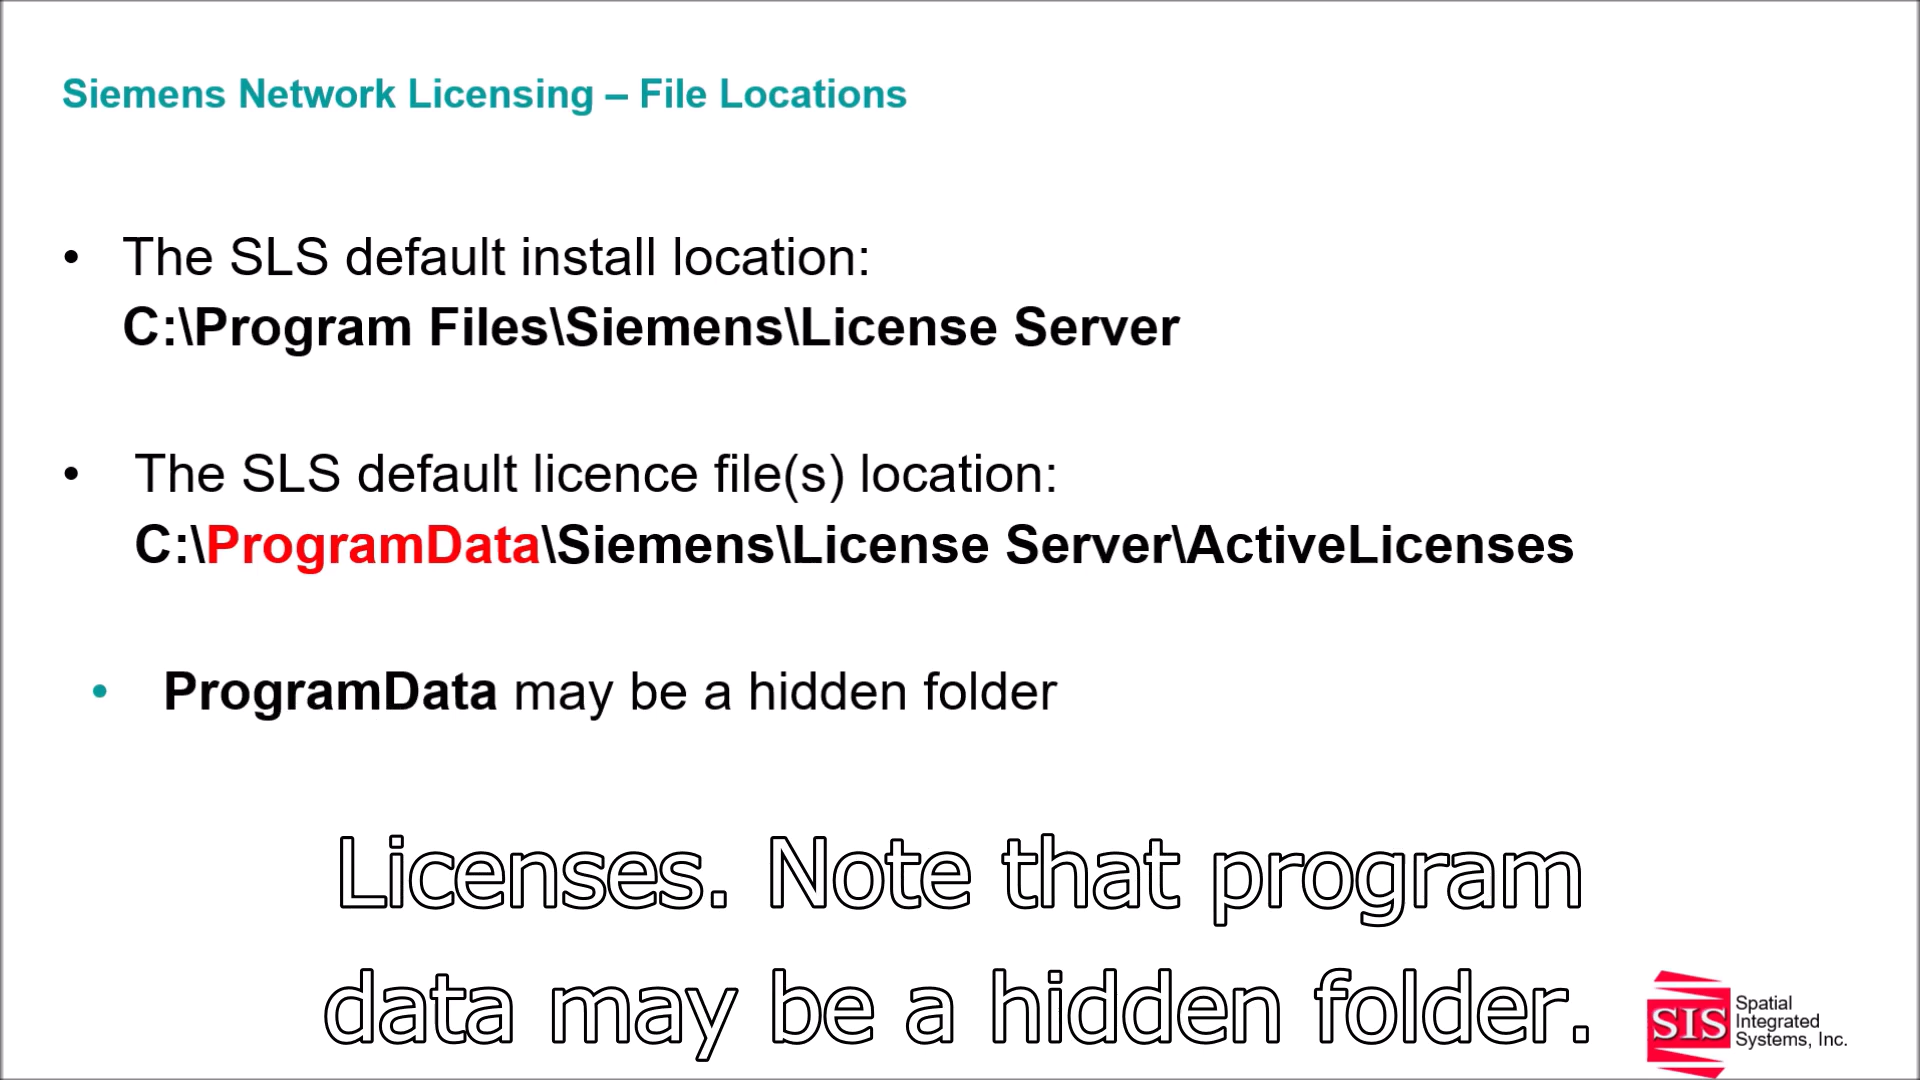 Siemens Network Licensing – File Locations
• The SLS default install location:
C:\Program Files\Siemens\License Server
• The SLS default licence file(s) location:
C:\ProgramData\Siemens\License Server\ActiveLicenses
• ProgramData may be a hidden folder
Licenses. Note that program
data may be a hidden folder.
SIS
Spatial
Integrated
Systems, Inc.